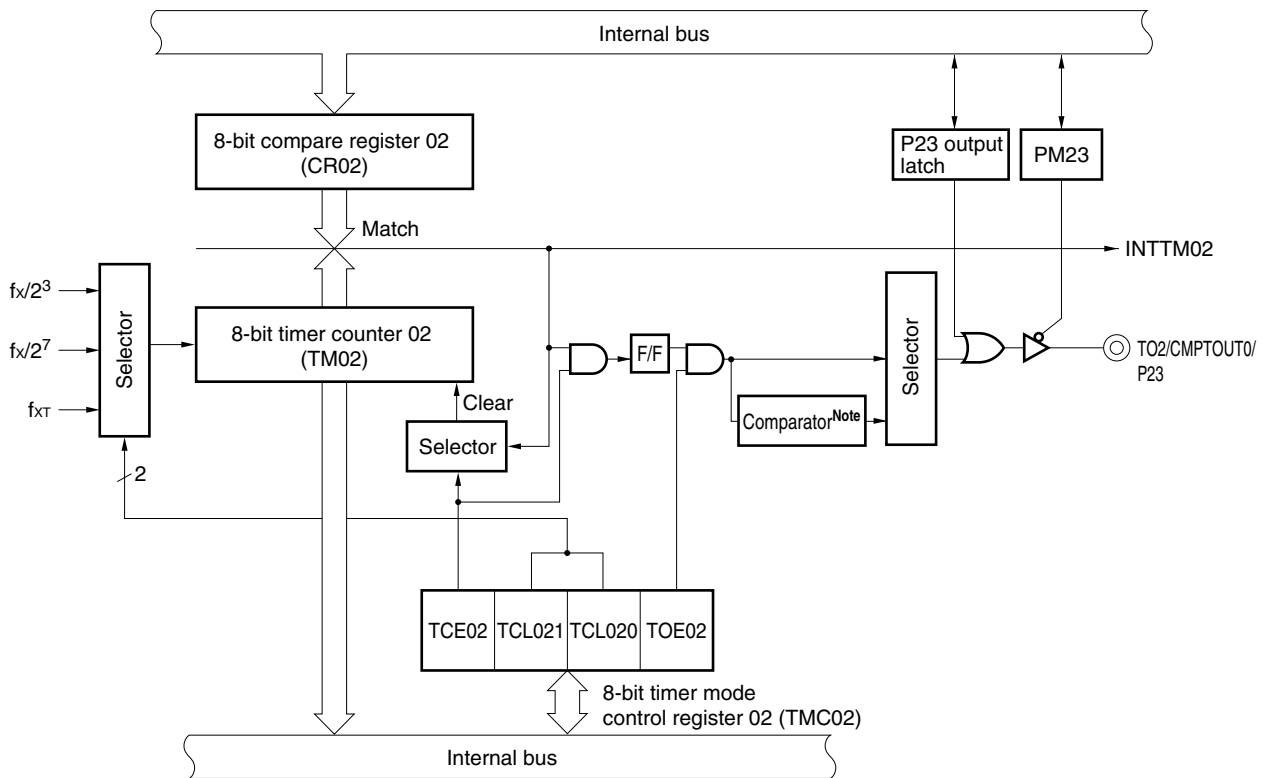 Internal bus
8-bit compare register 02
(CR02)
P23 output
latch
PM23
Match
INTTM02
fX/2³
fX/2⁷
fXT
Selector
8-bit timer counter 02
(TM02)
F/F
Selector
TO2/CMPTOUT0/
P23
Clear
Selector
ComparatorNote
2
TCE02
TCL021
TCL020
TOE02
8-bit timer mode
control register 02 (TMC02)
Internal bus